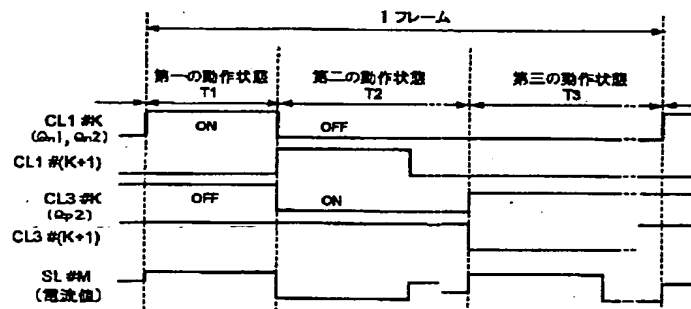 1 フレーム
第一の動作状態
T1
第二の動作状態
T2
第三の動作状態
T3
CL1 #K
(Qn1, Qn2)
ON
OFF
CL1 #(K+1)
CL3 #K
(Qp2)
OFF
ON
CL3 #(K+1)
SL #M
(電流値)